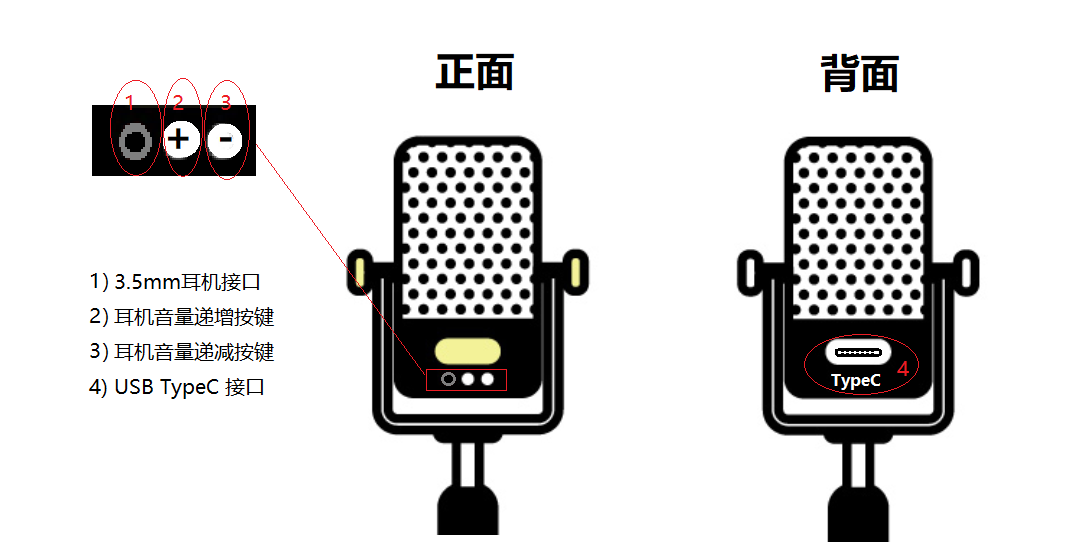 正面
背面
1 2 3
+ -
1) 3.5mm耳机接口
2) 耳机音量递增按键
3) 耳机音量递减按键
4) USB TypeC 接口
4
TypeC